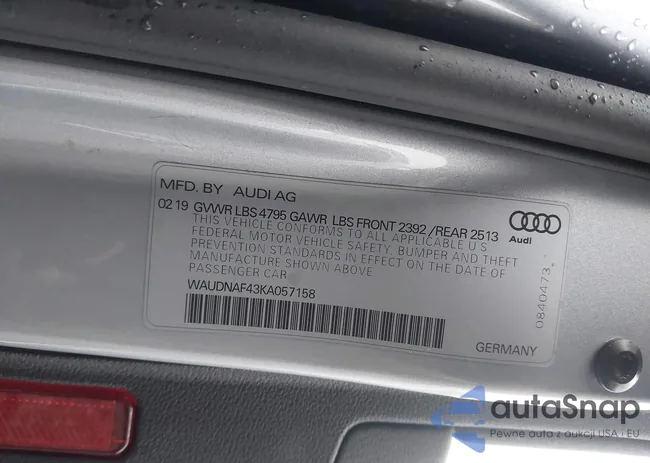 MFD. BY AUDI AG
02 19 GVWR LBS 4795 GAWR LBS FRONT 2392 /REAR 2513
THIS VEHICLE CONFORMS TO ALL APPLICABLE U S
FEDERAL MOTOR VEHICLE SAFETY, BUMPER AND THEFT
PREVENTION STANDARDS IN EFFECT ON THE DATE OF
MANUFACTURE SHOWN ABOVE
PASSENGER CAR
WAUDNAF43KA057158
GERMANY
Audi
0840473
autaSnap
Pewne auta z aukcji USA i EU